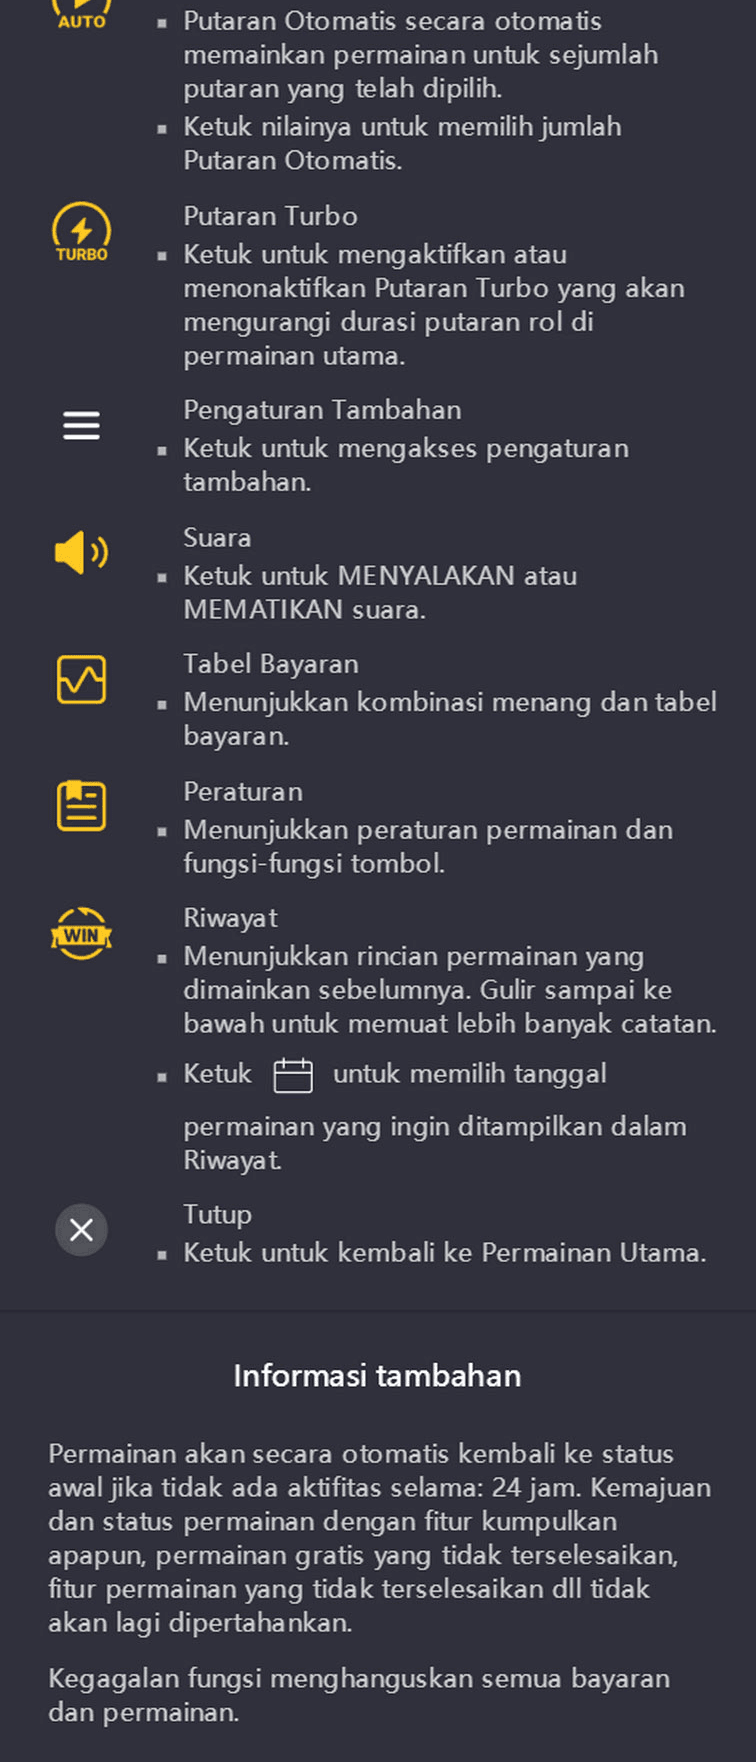 AUTO
Putaran Otomatis secara otomatis
memainkan permainan untuk sejumlah
putaran yang telah dipilih.
Ketuk nilainya untuk memilih jumlah
Putaran Otomatis.
TURBO
Putaran Turbo
Ketuk untuk mengaktifkan atau
menonaktifkan Putaran Turbo yang akan
mengurangi durasi putaran rol di
permainan utama.
Pengaturan Tambahan
Ketuk untuk mengakses pengaturan
tambahan.
Suara
Ketuk untuk MENYALAKAN atau
MEMATIKAN suara.
Tabel Bayaran
Menunjukkan kombinasi menang dan tabel
bayaran.
Peraturan
Menunjukkan peraturan permainan dan
fungsi-fungsi tombol.
WIN
Riwayat
Menunjukkan rincian permainan yang
dimainkan sebelumnya. Gulir sampai ke
bawah untuk memuat lebih banyak catatan.
Ketuk untuk memilih tanggal
permainan yang ingin ditampilkan dalam
Riwayat.
Tutup
Ketuk untuk kembali ke Permainan Utama.
Informasi tambahan
Permainan akan secara otomatis kembali ke status
awal jika tidak ada aktifitas selama: 24 jam. Kemajuan
dan status permainan dengan fitur kumpulkan
apapun, permainan gratis yang tidak terselesaikan,
fitur permainan yang tidak terselesaikan dll tidak
akan lagi dipertahankan.
Kegagalan fungsi menghanguskan semua bayaran
dan permainan.